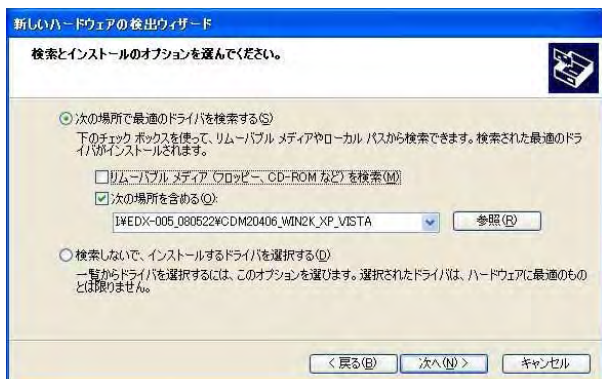 新しいハードウェアの検出ウィザード
検索とインストールのオプションを選んでください。
次の場所で最適のドライバを検索する(S)
下のチェック ボックスを使って、リムーバブル メディアやローカル パスから検索できます。検索された最適のドラ
イバがインストールされます。
リムーバブル メディア (フロッピー、CD-ROM など) を検索(M)
次の場所を含める(O):
I:¥EDX-005_080522¥CDM20406_WIN2K_XP_VISTA
参照(R)
検索しないで、インストールするドライバを選択する(D)
一覧からドライバを選択するには、このオプションを選びます。選択されたドライバは、ハードウェアに最適のもの
とは限りません。
< 戻る(B)
次へ(N) >
キャンセル